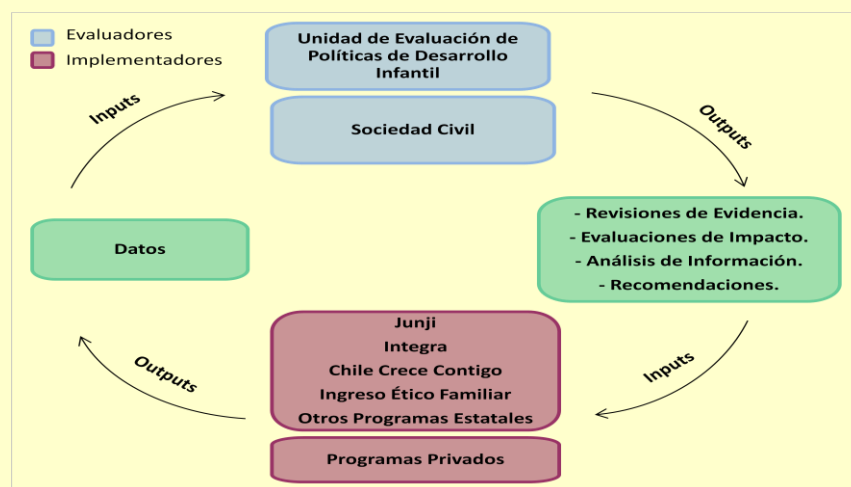 Evaluadores
Implementadores
Unidad de Evaluación de
Políticas de Desarrollo
Infantil
Sociedad Civil
Inputs
Outputs
Datos
- Revisiones de Evidencia.
- Evaluaciones de Impacto.
- Análisis de Información.
- Recomendaciones.
Junji
Integra
Chile Crece Contigo
Ingreso Ético Familiar
Otros Programas Estatales
Programas Privados
Outputs
Inputs